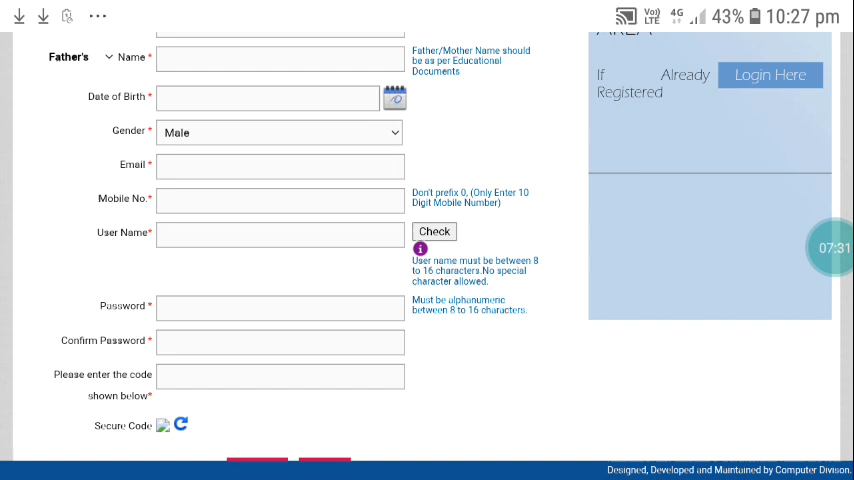 Vo))
LTE
4G
43%
10:27 pm
Father's
Name *
Father/Mother Name should
be as per Educational
Documents
Date of Birth *
Gender *
Male
Email *
Mobile No.*
Don't prefix 0, (Only Enter 10
Digit Mobile Number)
User Name*
Check
i
User name must be between 8
to 16 characters.No special
character allowed.
Password *
Must be alphanumeric
between 8 to 16 characters.
Confirm Password *
Please enter the code
shown below*
Secure Code
If Already
Registered
Login Here
07:31
Designed, Developed and Maintained by Computer Divison.